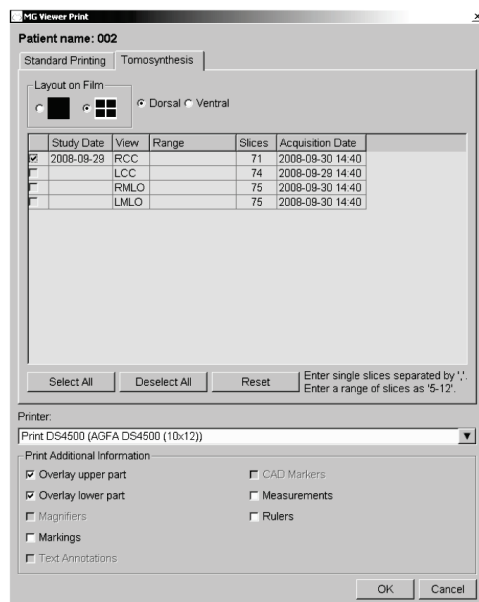 MG Viewer Print
Patient name: 002
Standard Printing Tomosynthesis
Layout on Film
Dorsal Ventral
Study Date View Range Slices Acquisition Date
2008-09-29 RCC 71 2008-09-30 14:40
LCC 74 2008-09-29 14:40
RMLO 75 2008-09-30 14:40
LMLO 75 2008-09-30 14:40
Select All Deselect All Reset Enter single slices separated by ','.
Enter a range of slices as '5-12'.
Printer:
Print DS4500 (AGFA DS4500 (10x12))
Print Additional Information
Overlay upper part CAD Markers
Overlay lower part Measurements
Magnifiers Rulers
Markings
Text Annotations
OK Cancel